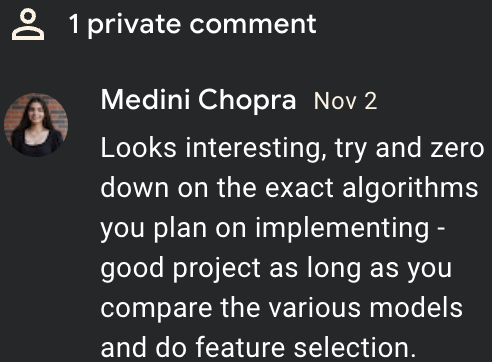 1 private comment
Medini Chopra Nov 2
Looks interesting, try and zero
down on the exact algorithms
you plan on implementing -
good project as long as you
compare the various models
and do feature selection.